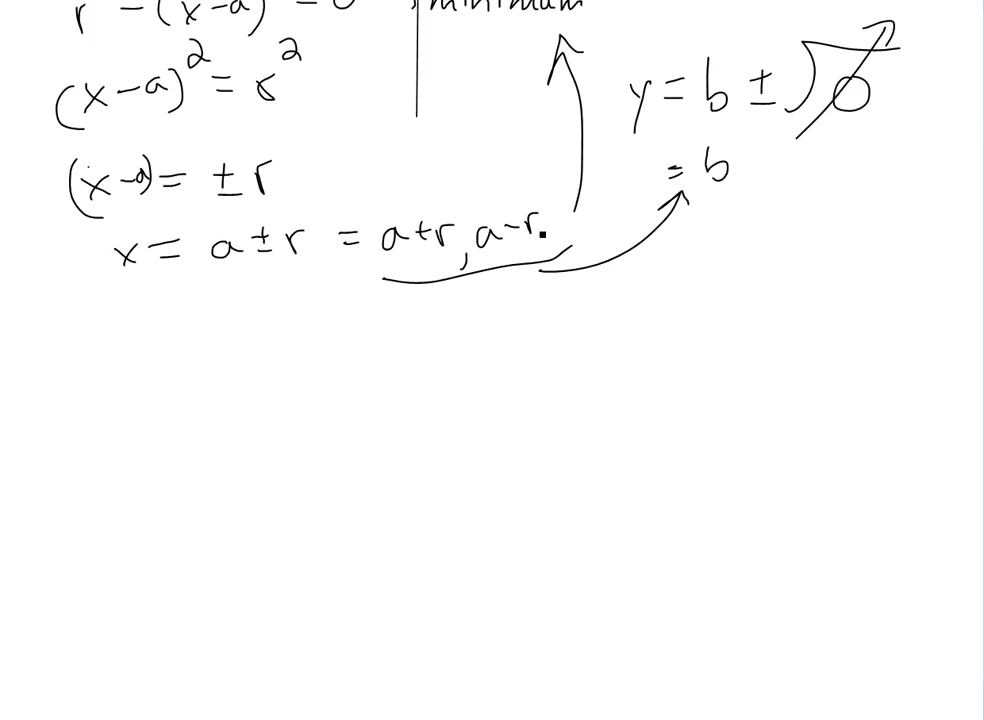 r² - (x-a)² = 0
, minimum
(x-a)² = r²
(x-a) = ± r
x = a ± r = a+r, a-r.
y = b ± √0
= b